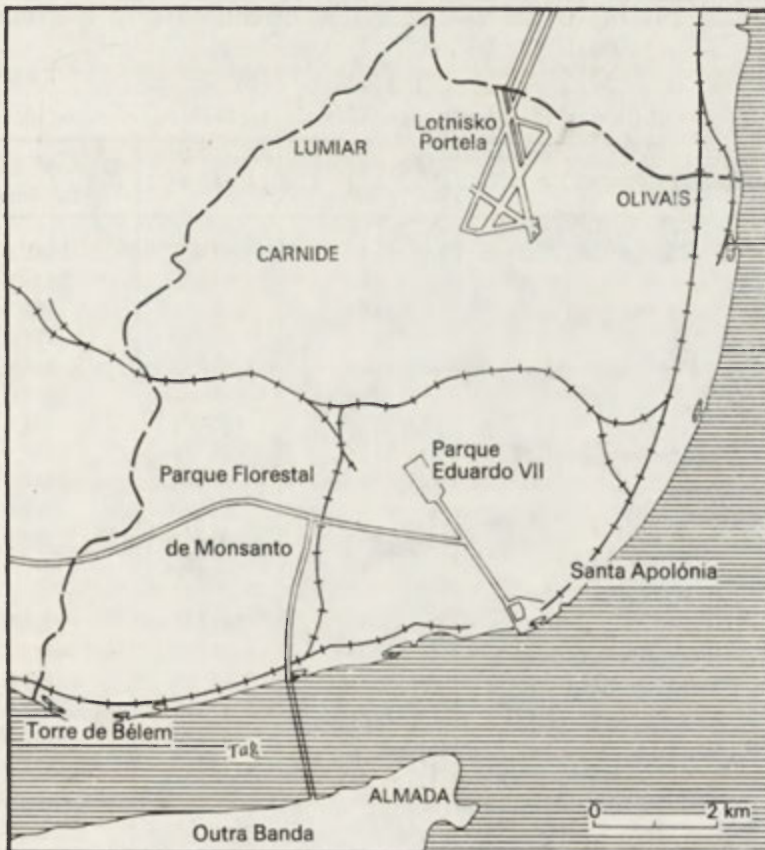 Lotnisko
Portela
LUMIAR
OLIVAIS
CARNIDE
Parque
Eduardo VII
Parque Florestal
de Monsanto
Santa Apolónia
Torre de Bélem
Tag
ALMADA
0 2 km
Outra Banda